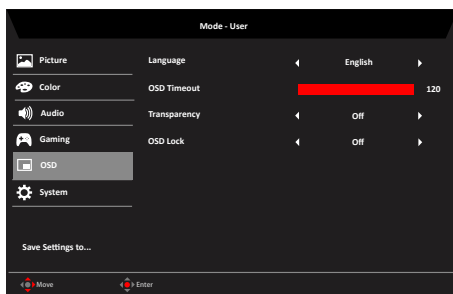 Mode - User
Picture
Color
Audio
Gaming
OSD
System
Save Settings to...
Language English
OSD Timeout 120
Transparency Off
OSD Lock Off
Move Enter